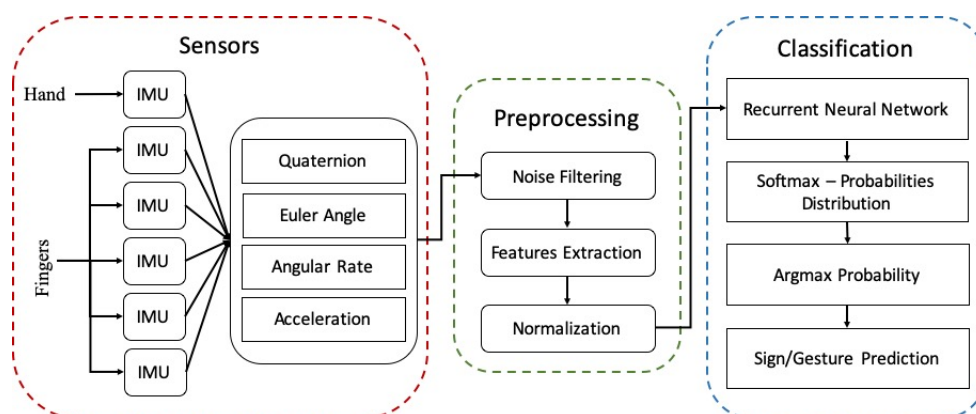 Sensors
Hand
IMU
IMU
IMU
IMU
IMU
IMU
Fingers
Quaternion
Euler Angle
Angular Rate
Acceleration
Preprocessing
Noise Filtering
Features Extraction
Normalization
Classification
Recurrent Neural Network
Softmax – Probabilities
Distribution
Argmax Probability
Sign/Gesture Prediction